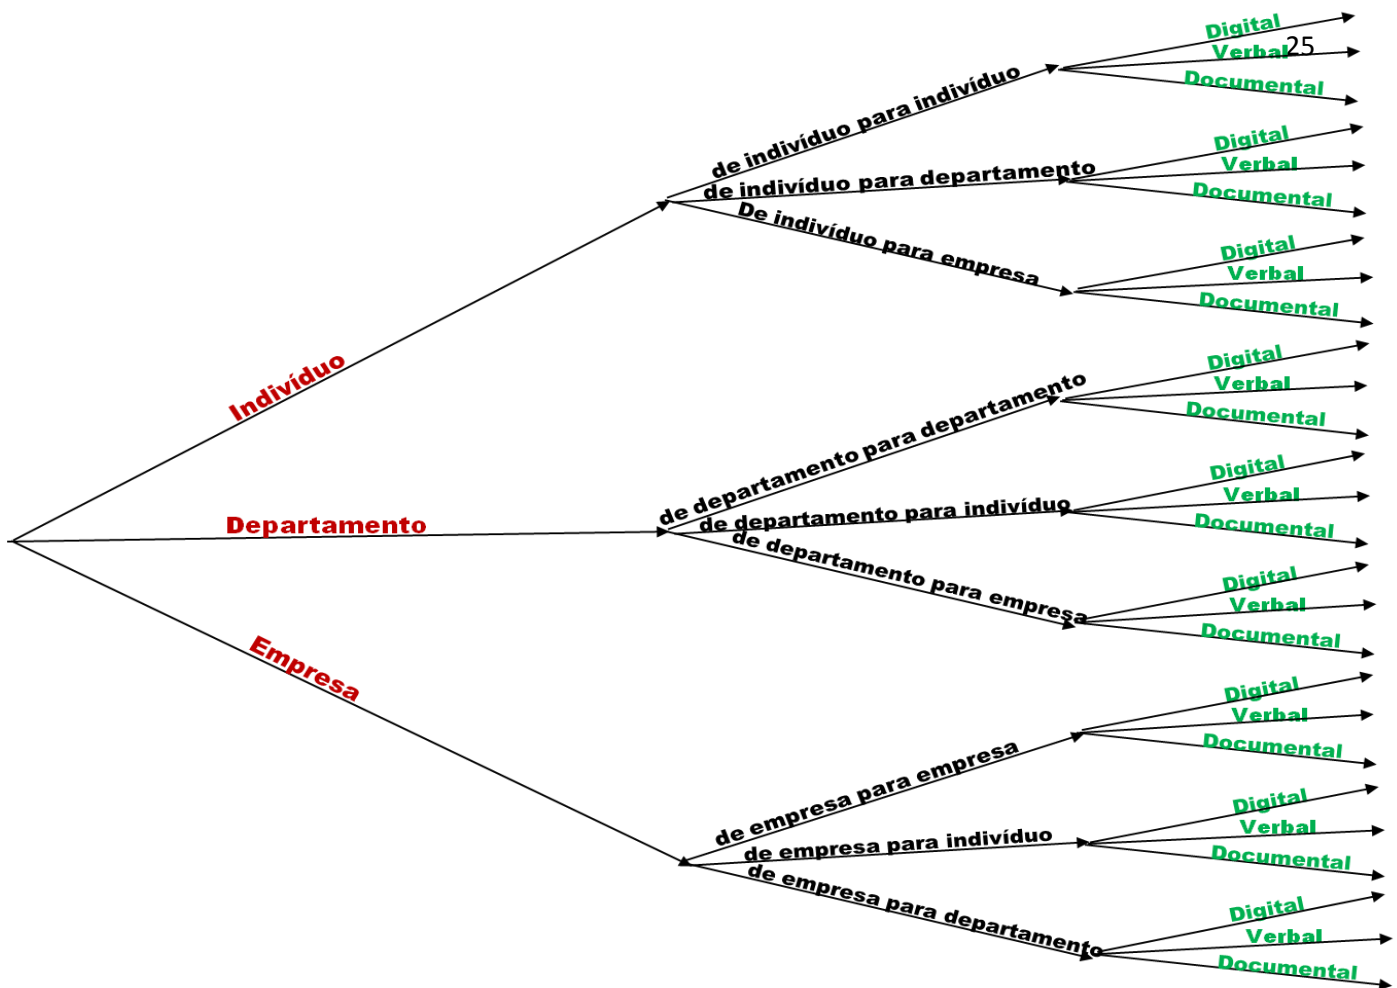 Digital
Verbal
25
Documental
de indivíduo para indivíduo
Digital
Verbal
Documental
de indivíduo para departamento
Digital
Verbal
Documental
De indivíduo para empresa
Indivíduo
Digital
Verbal
Documental
de departamento para departamento
Digital
Verbal
Documental
de departamento para indivíduo
Departamento
de departamento para empresa
Digital
Verbal
Documental
Empresa
Digital
Verbal
Documental
de empresa para empresa
Digital
Verbal
Documental
de empresa para indivíduo
de empresa para departamento
Digital
Verbal
Documental